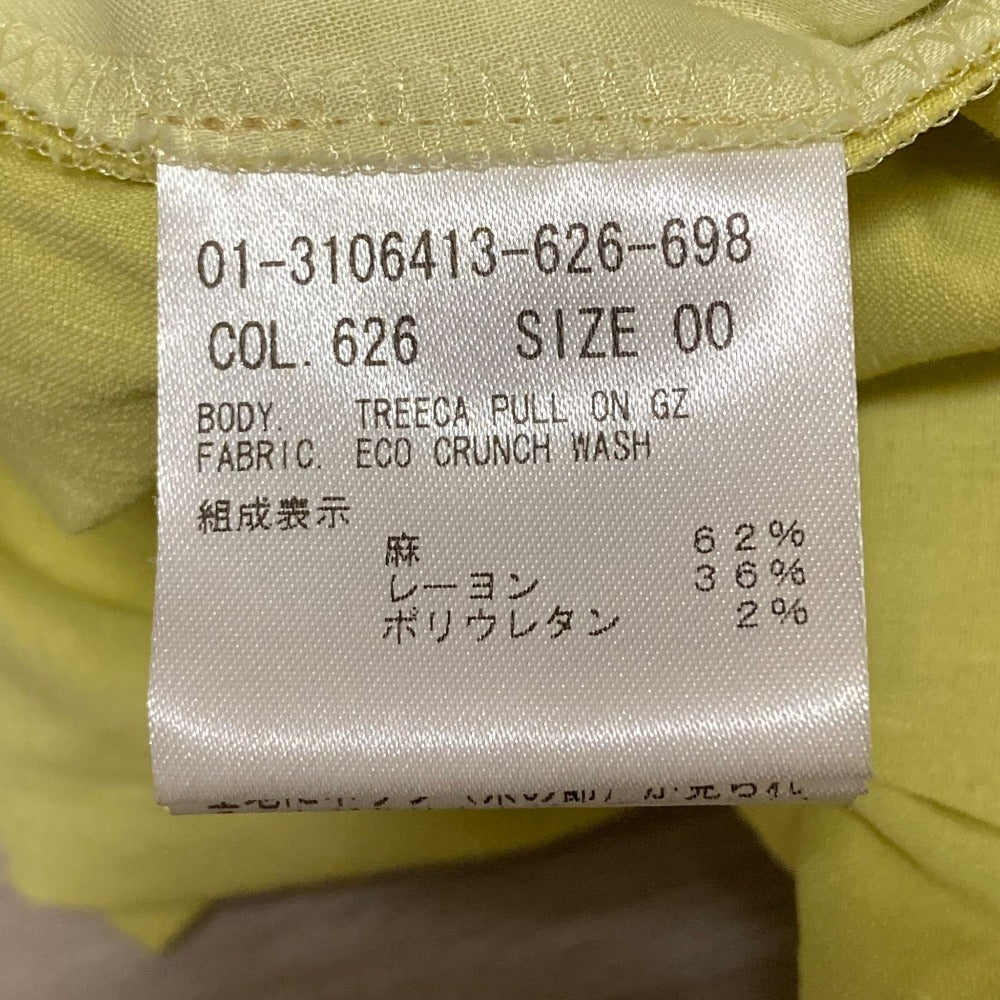 01-3106413-626-698
COL. 626 SIZE 00
BODY. TREECA PULL ON GZ
FABRIC. ECO CRUNCH WASH
組成表示
麻 62%
レーヨン 36%
ポリウレタン 2%